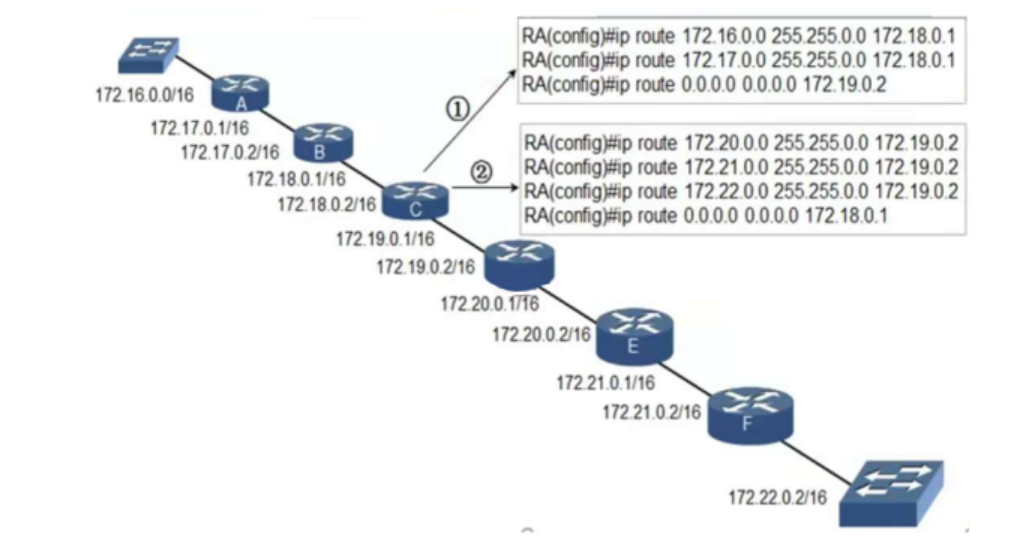 RA(config)#ip route 172.16.0.0 255.255.0.0 172.18.0.1
RA(config)#ip route 172.17.0.0 255.255.0.0 172.18.0.1
RA(config)#ip route 0.0.0.0 0.0.0.0 172.19.0.2
172.16.0.0/16
A
①
172.17.0.1/16
172.17.0.2/16
B
RA(config)#ip route 172.20.0.0 255.255.0.0 172.19.0.2
RA(config)#ip route 172.21.0.0 255.255.0.0 172.19.0.2
RA(config)#ip route 172.22.0.0 255.255.0.0 172.19.0.2
RA(config)#ip route 0.0.0.0 0.0.0.0 172.18.0.1
②
172.18.0.1/16
172.18.0.2/16
C
172.19.0.1/16
172.19.0.2/16
172.20.0.1/16
172.20.0.2/16
E
172.21.0.1/16
172.21.0.2/16
F
172.22.0.2/16